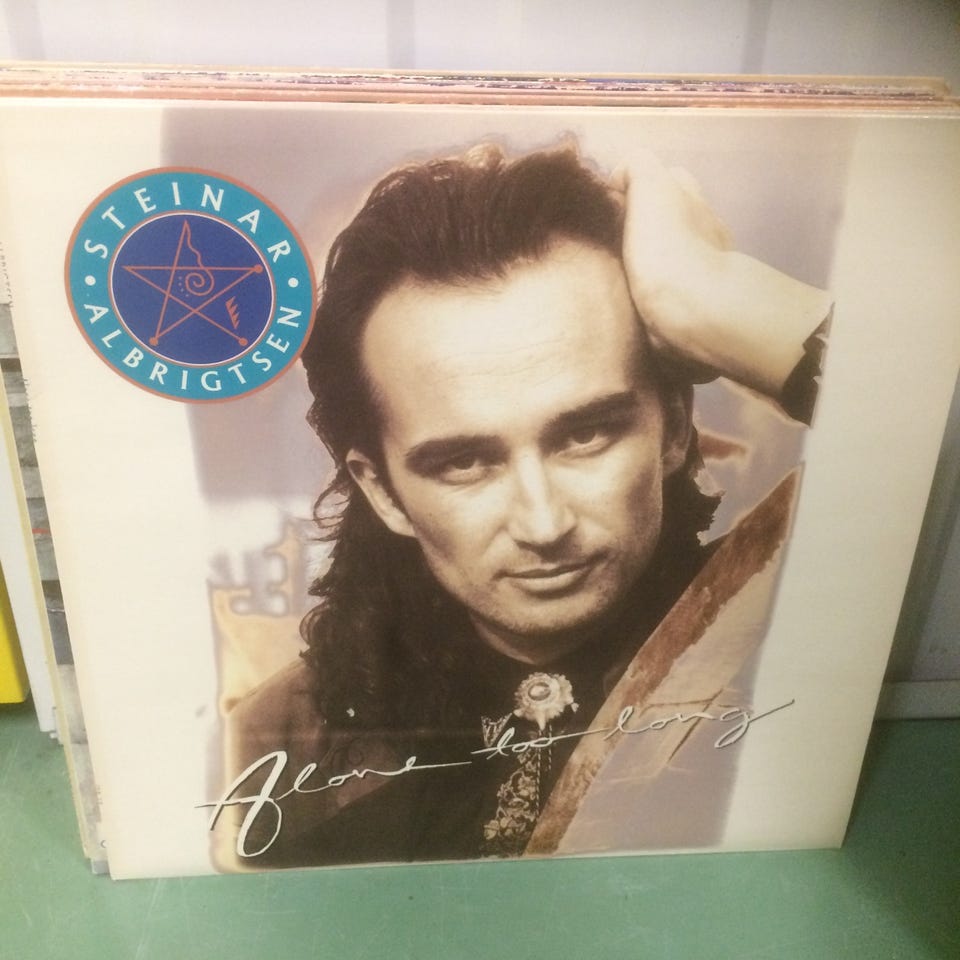 STEINAR
ALBRIGTSEN
Alone too long